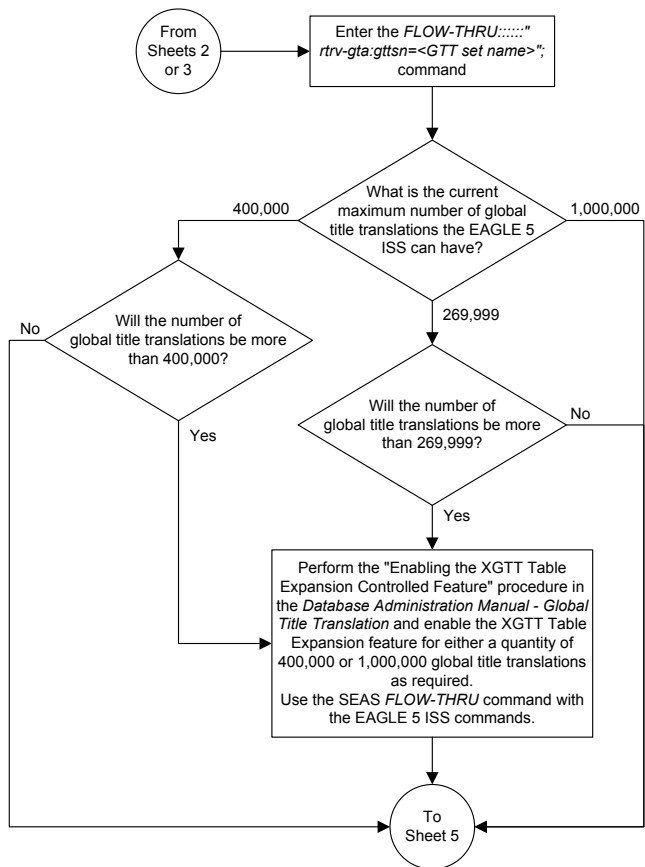 From
Sheets 2
or 3
Enter the FLOW-THRU::::::"
rtrv-gta:gttsn=<GTT set name>";
command
What is the current
maximum number of global
title translations the EAGLE 5
ISS can have?
400,000
1,000,000
269,999
No
Will the number of
global title translations be more
than 400,000?
Yes
Will the number of
global title translations be more
than 269,999?
No
Yes
Perform the "Enabling the XGTT Table
Expansion Controlled Feature" procedure in
the Database Administration Manual - Global
Title Translation and enable the XGTT Table
Expansion feature for either a quantity of
400,000 or 1,000,000 global title translations
as required.
Use the SEAS FLOW-THRU command with
the EAGLE 5 ISS commands.
To
Sheet 5